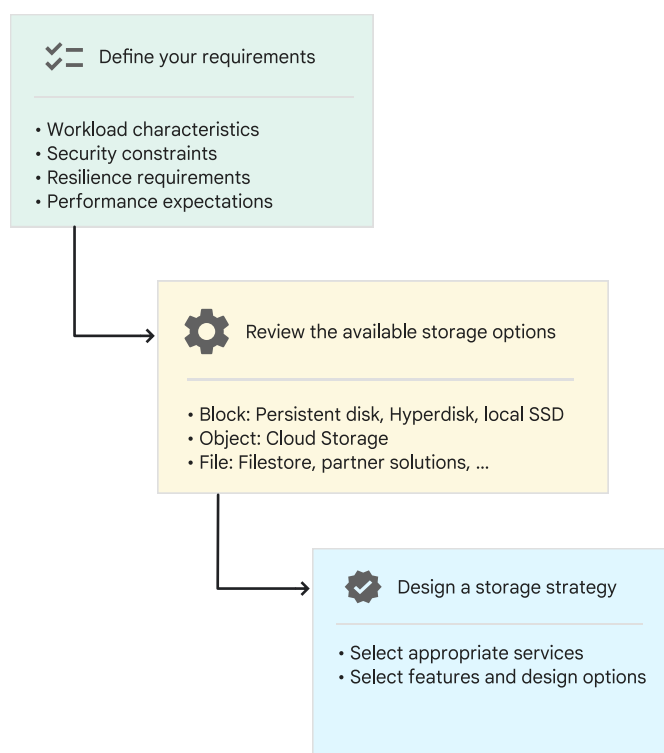 Define your requirements
• Workload characteristics
• Security constraints
• Resilience requirements
• Performance expectations
Review the available storage options
• Block: Persistent disk, Hyperdisk, local SSD
• Object: Cloud Storage
• File: Filestore, partner solutions, ...
Design a storage strategy
• Select appropriate services
• Select features and design options